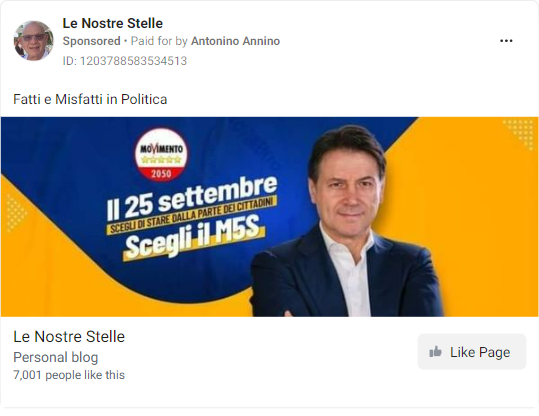 Le Nostre Stelle
Sponsored • Paid for by Antonino Annino
ID: 1203788583534513
Fatti e Misfatti in Politica
MOVIMENTO
2050
Il 25 settembre
SCEGLI DI STARE DALLA PARTE DEI CITTADINI
Scegli il M5S
Le Nostre Stelle
Personal blog
7,001 people like this
Like Page